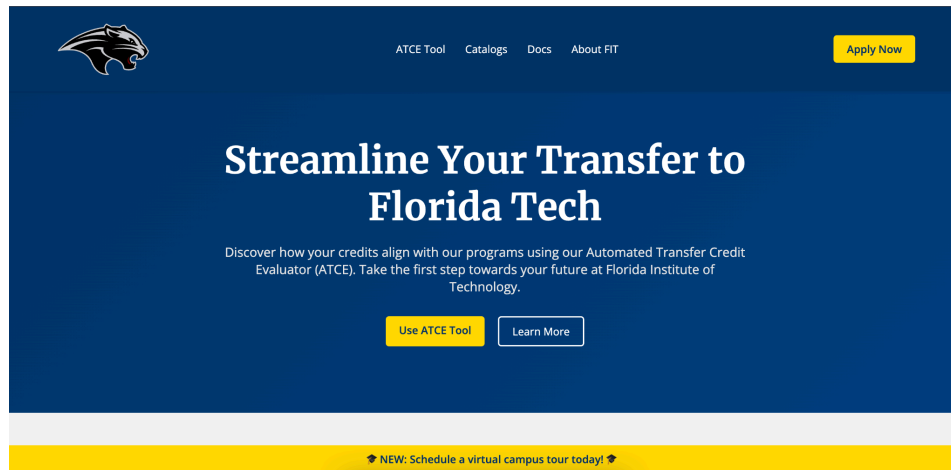 ATCE Tool Catalogs Docs About FIT Apply Now
Streamline Your Transfer to
Florida Tech
Discover how your credits align with our programs using our Automated Transfer Credit
Evaluator (ATCE). Take the first step towards your future at Florida Institute of
Technology.
Use ATCE Tool Learn More
🎓 NEW: Schedule a virtual campus tour today! 🎓